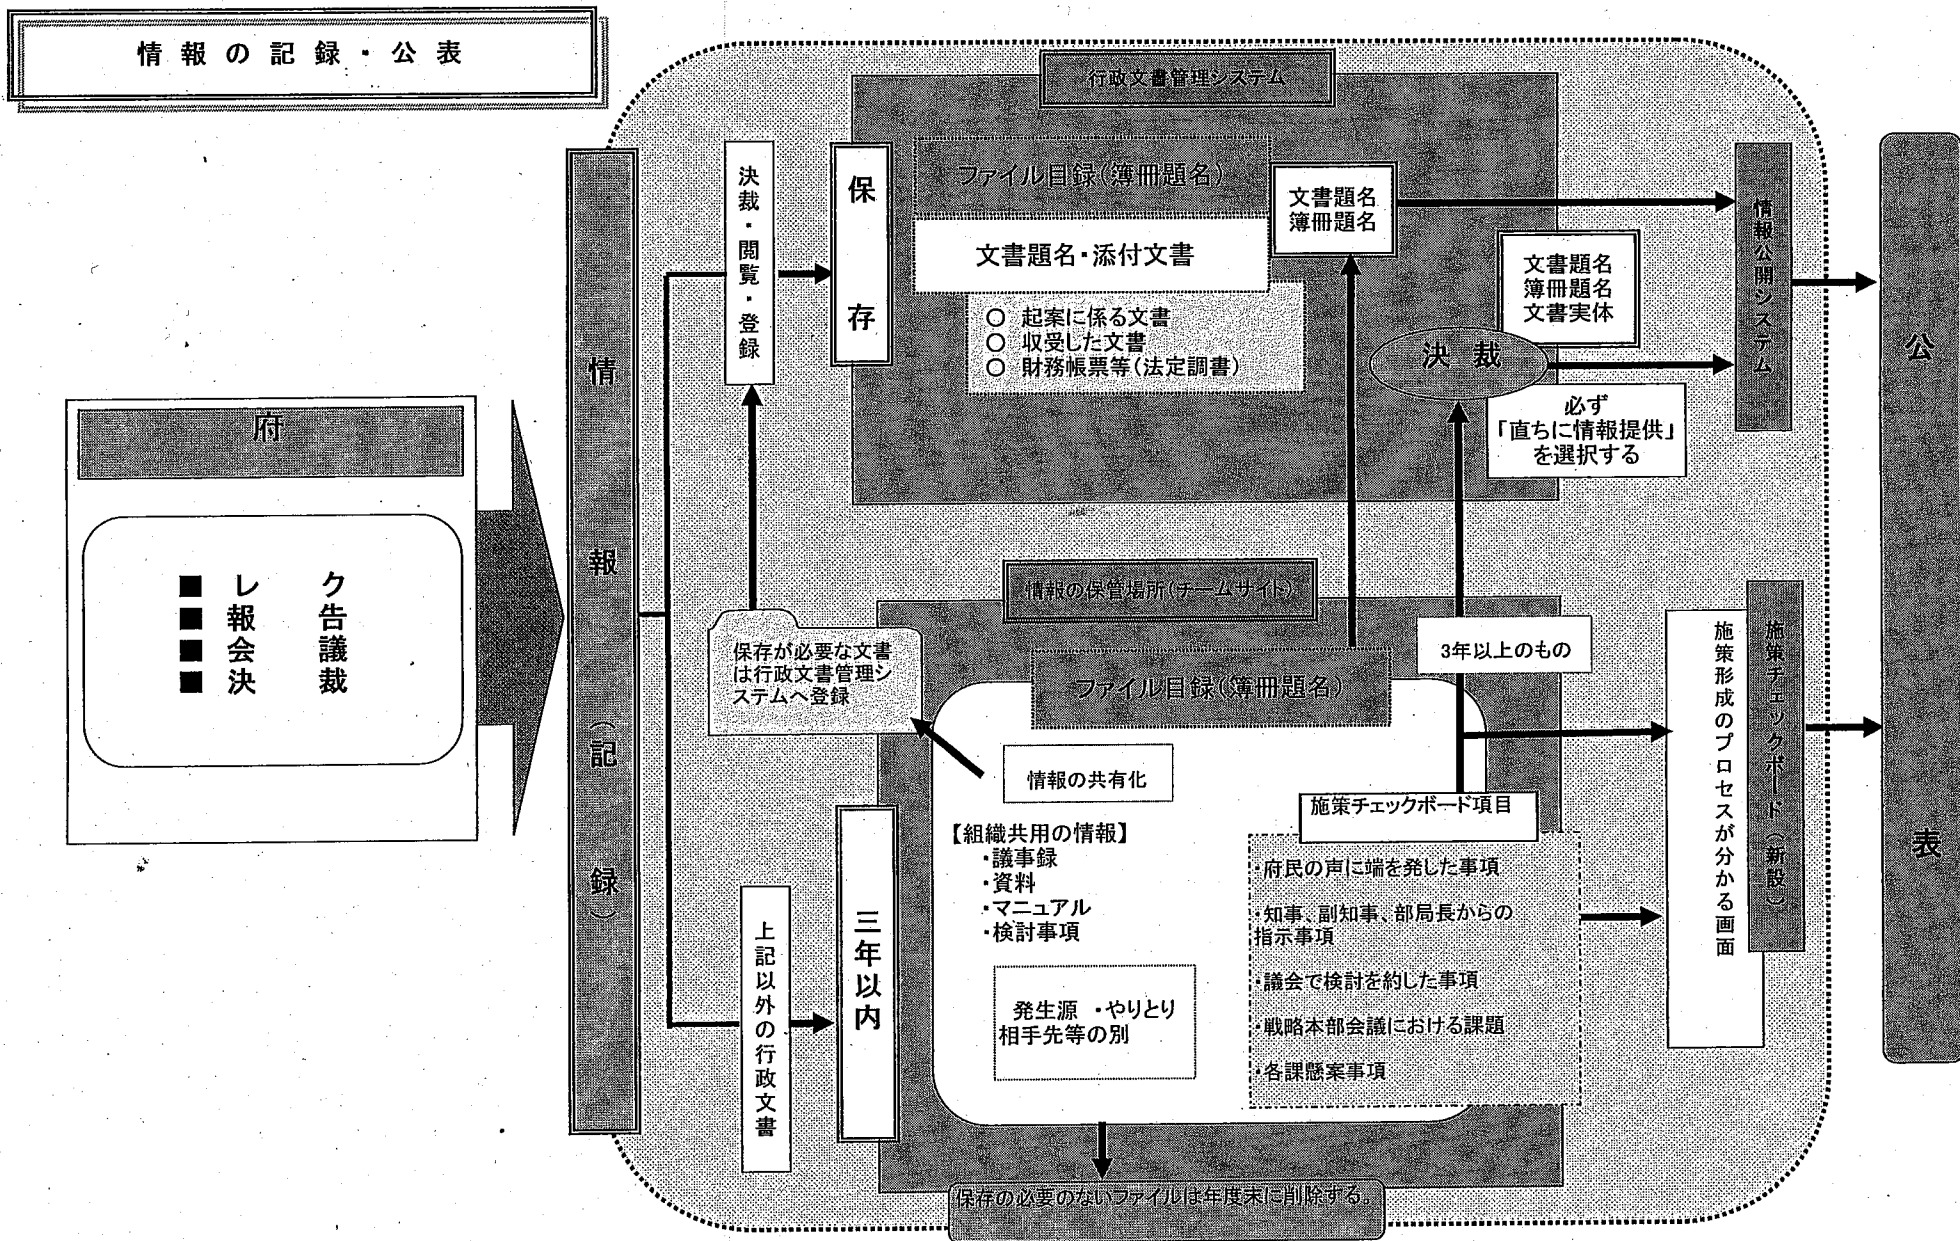 情報の記録・公表
府
■ レク
■ 報告
■ 会議
■ 決裁
情報（記録）
決裁・閲覧・登録
保存
行政文書管理システム
ファイル目録(簿冊題名)
文書題名・添付文書
○ 起案に係る文書
○ 収受した文書
○ 財務帳票等(法定調書)
文書題名
簿冊題名
文書題名
簿冊題名
文書実体
決裁
必ず
「直ちに情報提供」
を選択する
情報公開システム
公表
保存が必要な文書
は行政文書管理シ
ステムへ登録
情報の保管場所(チームサイト)
ファイル目録(簿冊題名)
3年以上のもの
情報の共有化
【組織共用の情報】
・議事録
・資料
・マニュアル
・検討事項
発生源 ・やりとり
相手先等の別
施策チェックボード項目
・府民の声に端を発した事項
・知事、副知事、部局長からの
指示事項
・議会で検討を約した事項
・戦略本部会議における課題
・各課懸案事項
上記以外の行政文書
三年以内
施策形成のプロセスが分かる画面
施策チェックボード（新設）
保存の必要のないファイルは年度末に削除する。